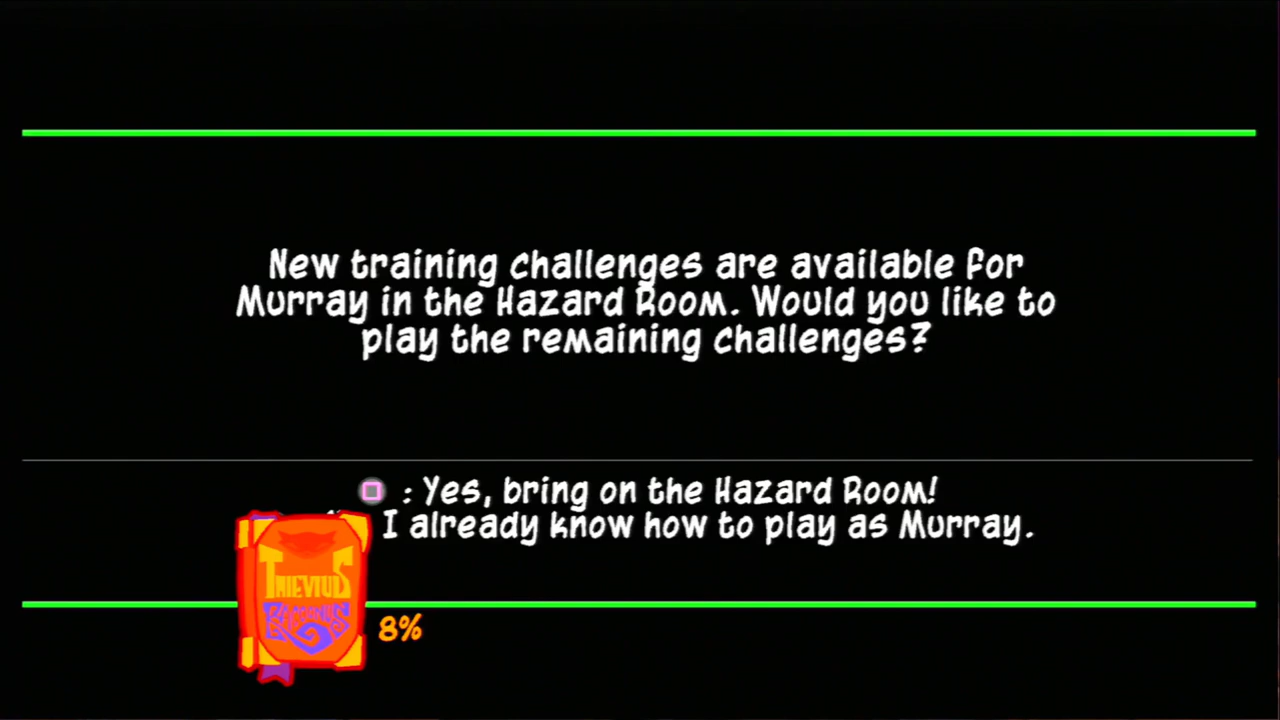 New training challenges are available for
Murray in the Hazard Room. Would you like to
play the remaining challenges?
: Yes, bring on the Hazard Room!
I already know how to play as Murray.
THIEVIUS
RACCOONUS
8%